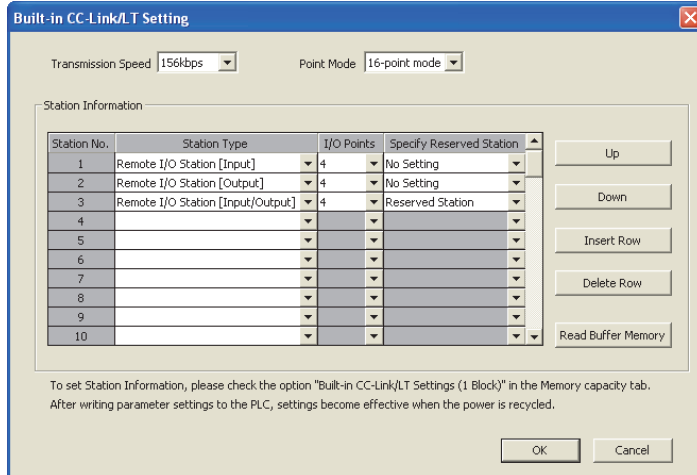 Built-in CC-Link/LT Setting
Transmission Speed 156kbps Point Mode 16-point mode
Station Information
Station No. Station Type I/O Points Specify Reserved Station
1 Remote I/O Station [Input] 4 No Setting
2 Remote I/O Station [Output] 4 No Setting
3 Remote I/O Station [Input/Output] 4 Reserved Station
4
5
6
7
8
9
10
Up
Down
Insert Row
Delete Row
Read Buffer Memory
To set Station Information, please check the option "Built-in CC-Link/LT Settings (1 Block)" in the Memory capacity tab.
After writing parameter settings to the PLC, settings become effective when the power is recycled.
OK Cancel